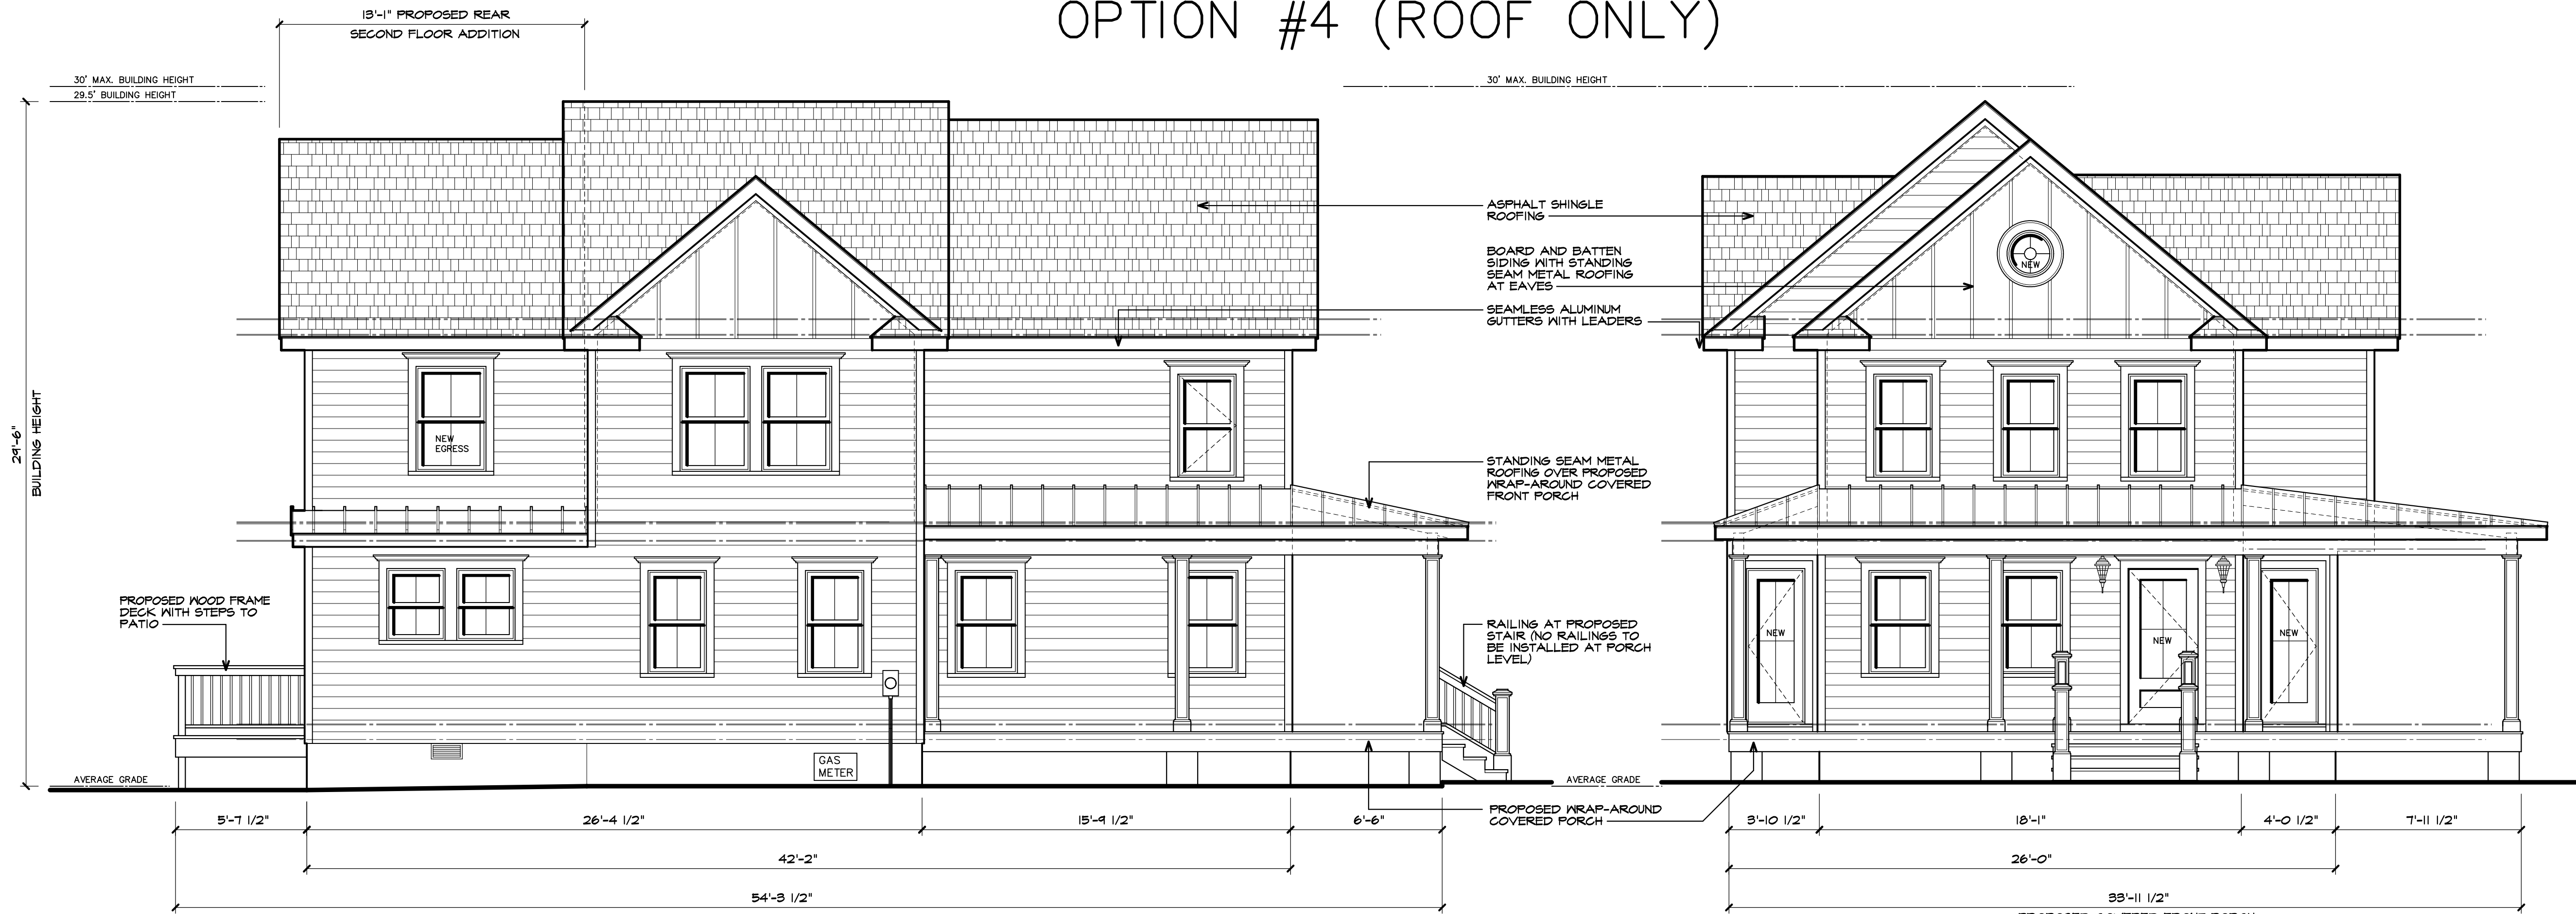 OPTION #4 (ROOF ONLY)
13'-1" PROPOSED REAR
SECOND FLOOR ADDITION
30' MAX. BUILDING HEIGHT
29.5' BUILDING HEIGHT
30' MAX. BUILDING HEIGHT
29'-6"
BUILDING HEIGHT
ASPHALT SHINGLE
ROOFING
BOARD AND BATTEN
SIDING WITH STANDING
SEAM METAL ROOFING
AT EAVES
SEAMLESS ALUMINUM
GUTTERS WITH LEADERS
STANDING SEAM METAL
ROOFING OVER PROPOSED
WRAP-AROUND COVERED
FRONT PORCH
RAILING AT PROPOSED
STAIR (NO RAILINGS TO
BE INSTALLED AT PORCH
LEVEL)
PROPOSED WRAP-AROUND
COVERED PORCH
NEW
EGRESS
PROPOSED WOOD FRAME
DECK WITH STEPS TO
PATIO
GAS
METER
AVERAGE GRADE
AVERAGE GRADE
NEW
NEW
NEW
NEW
5'-7 1/2"
26'-4 1/2"
15'-9 1/2"
6'-6"
42'-2"
54'-3 1/2"
3'-10 1/2"
18'-1"
4'-0 1/2"
7'-11 1/2"
26'-0"
33'-11 1/2"